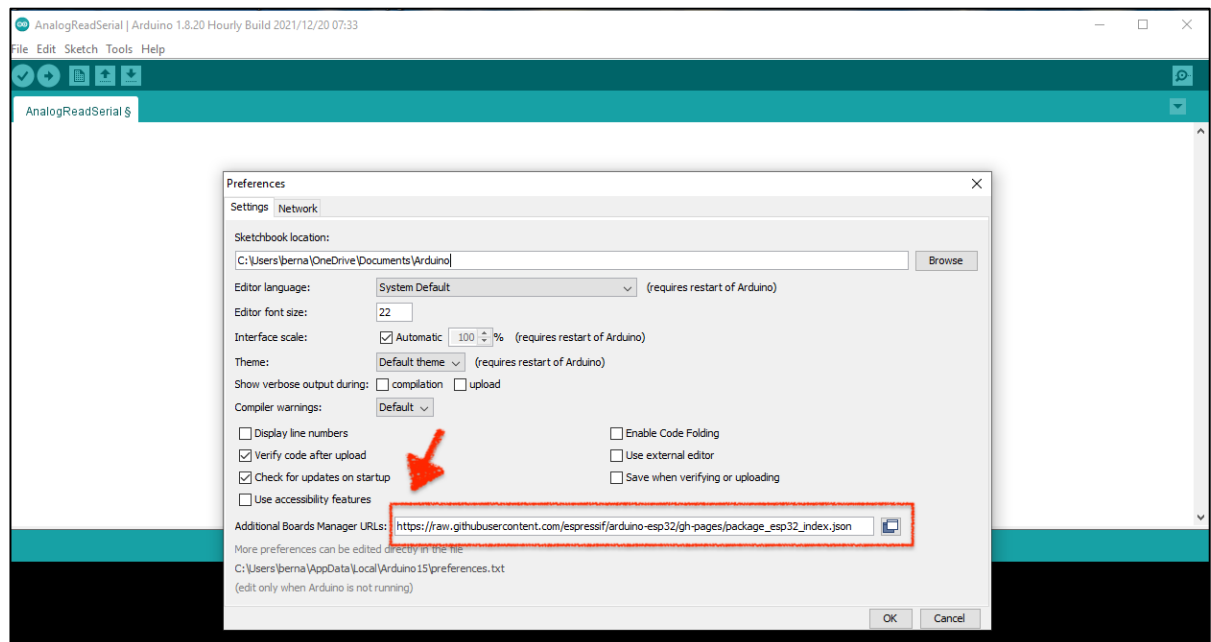 AnalogReadSerial | Arduino 1.8.20 Hourly Build 2021/12/20 07:33
File Edit Sketch Tools Help
AnalogReadSerial §
Preferences
Settings Network
Sketchbook location:
C:\Users\berna\OneDrive\Documents\Arduino Browse
Editor language: System Default (requires restart of Arduino)
Editor font size: 22
Interface scale: Automatic 100 % (requires restart of Arduino)
Theme: Default theme (requires restart of Arduino)
Show verbose output during: compilation upload
Compiler warnings: Default
Display line numbers Enable Code Folding
Verify code after upload Use external editor
Check for updates on startup Save when verifying or uploading
Use accessibility features
Additional Boards Manager URLs: https://raw.githubusercontent.com/espressif/arduino-esp32/gh-pages/package_esp32_index.json
More preferences can be edited directly in the file
C:\Users\berna\AppData\Local\Arduino15\preferences.txt
(edit only when Arduino is not running)
OK Cancel